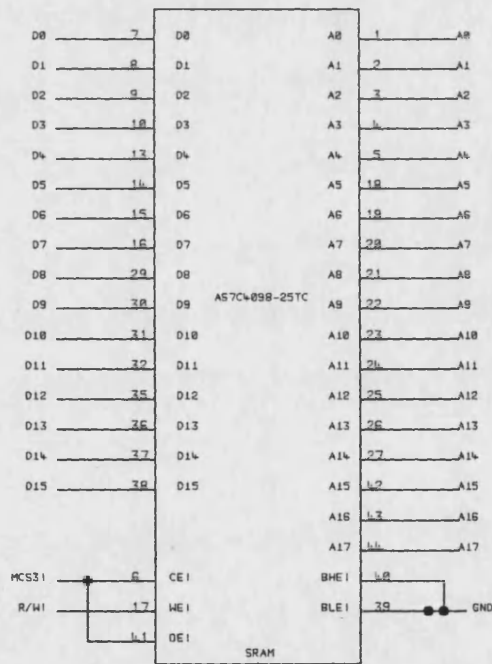 D0 7 D0 A0 1 A0
D1 8 D1 A1 2 A1
D2 9 D2 A2 3 A2
D3 10 D3 A3 4 A3
D4 13 D4 A4 5 A4
D5 14 D5 A5 18 A5
D6 15 D6 A6 19 A6
D7 16 D7 A7 20 A7
D8 29 D8 A8 21 A8
AS7C4098-25TC
D9 30 D9 A9 22 A9
D10 31 D10 A10 23 A10
D11 32 D11 A11 24 A11
D12 35 D12 A12 25 A12
D13 36 D13 A13 26 A13
D14 37 D14 A14 27 A14
D15 38 D15 A15 42 A15
A16 43 A16
A17 44 A17
MCS3! 6 CE! BHE! 40
R/W! 17 WE! BLE! 39 GND
41 OE!
SRAM